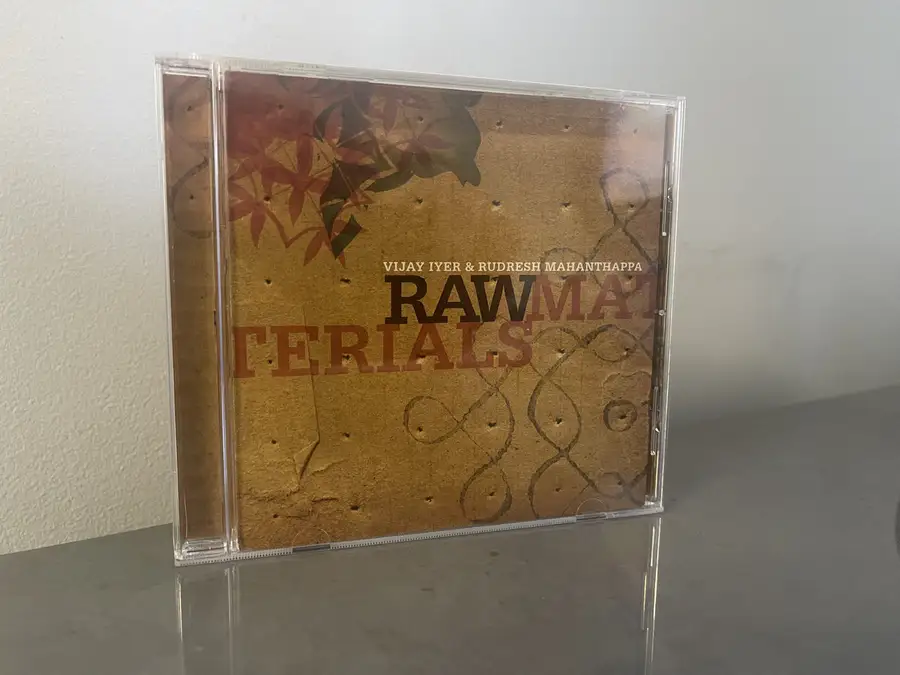 VIJAY IYER & RUDRESH MAHANTHAPPA
RAWMAT
TERIALS